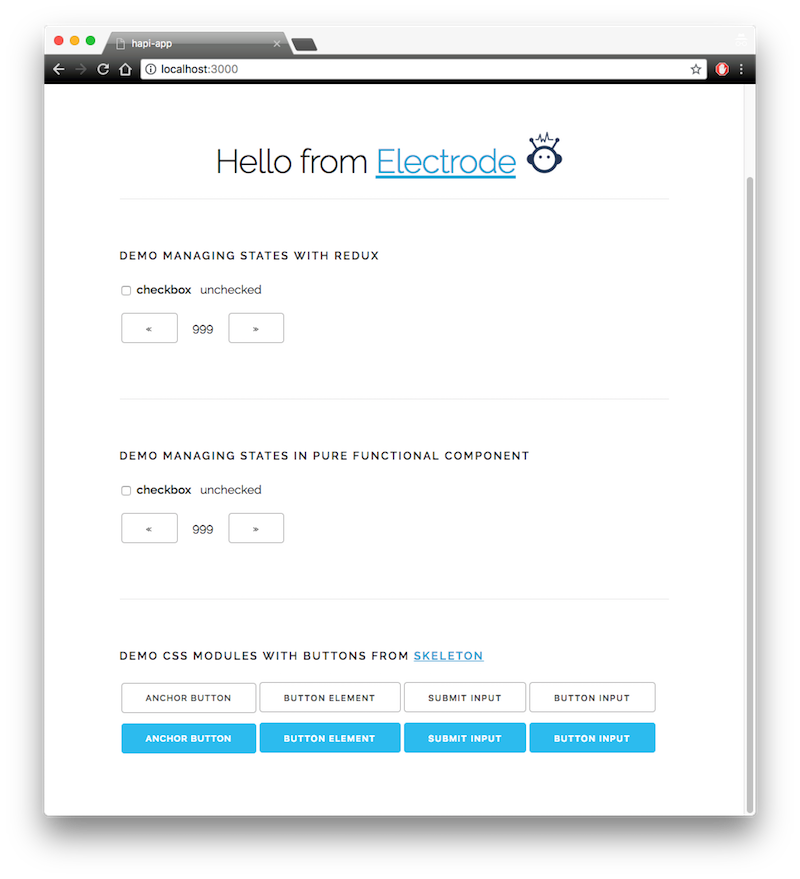 hapi-app
localhost:3000
Hello from Electrode
DEMO MANAGING STATES WITH REDUX
checkbox unchecked
« 999 »
DEMO MANAGING STATES IN PURE FUNCTIONAL COMPONENT
checkbox unchecked
« 999 »
DEMO CSS MODULES WITH BUTTONS FROM SKELETON
ANCHOR BUTTON BUTTON ELEMENT SUBMIT INPUT BUTTON INPUT
ANCHOR BUTTON BUTTON ELEMENT SUBMIT INPUT BUTTON INPUT